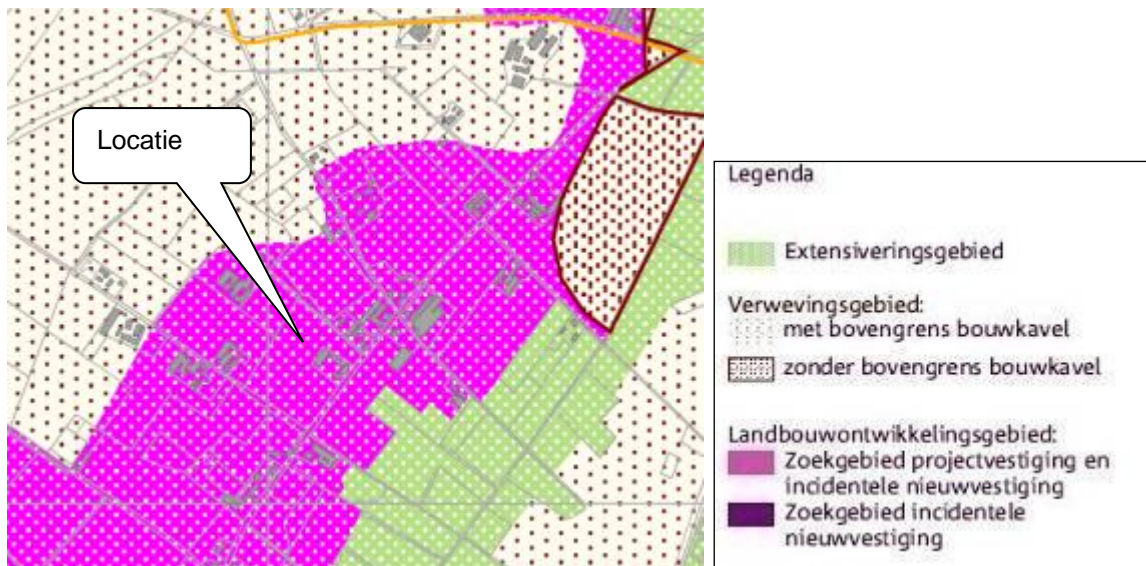 Locatie
Legenda
Extensiveringsgebied
Verwevingsgebied:
met bovengrens bouwkavel
zonder bovengrens bouwkavel
Landbouwontwikkelingsgebied:
Zoekgebied projectvestiging en
incidentele nieuwvestiging
Zoekgebied incidentele
nieuwvestiging